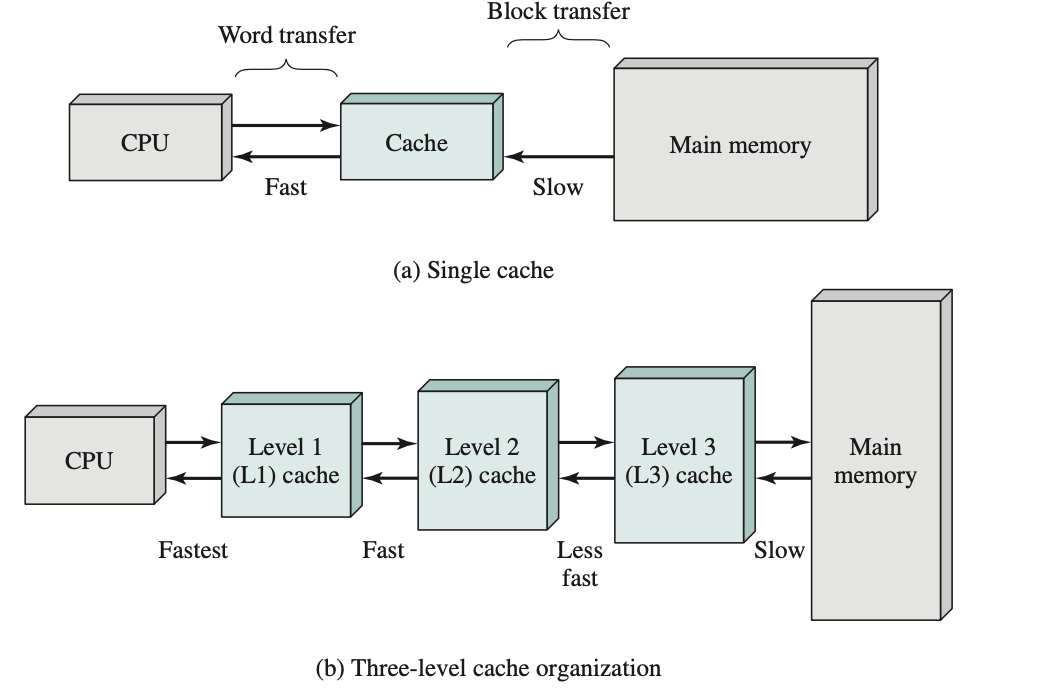 Block transfer
Word transfer
CPU
Cache
Main memory
Fast
Slow
(a) Single cache
CPU
Level 1
(L1) cache
Level 2
(L2) cache
Level 3
(L3) cache
Main
memory
Fastest
Fast
Less
fast
Slow
(b) Three-level cache organization